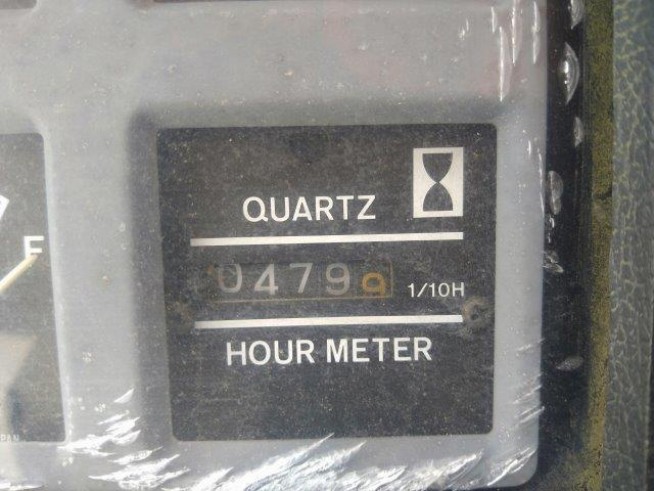 QUARTZ
F
04799 1/10H
HOUR METER